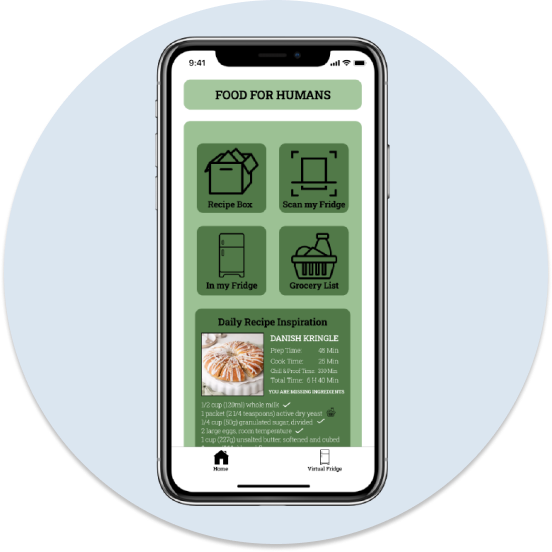 9:41
FOOD FOR HUMANS
Recipe Box
Scan my Fridge
In my Fridge
Grocery List
Daily Recipe Inspiration
DANISH KRINGLE
Prep Time: 45 Min
Cook Time: 25 Min
Chill & Proof Time: 330 Min
Total Time: 6 H 40 Min
YOU ARE MISSING INGREDIENTS
1/2 cup (120ml) whole milk
1 packet (2 1/4 teaspoons) active dry yeast
1/4 cup (50g) granulated sugar, divided
2 large eggs, room temperature
1 cup (227g) unsalted butter, softened and cubed
Home
Virtual Fridge